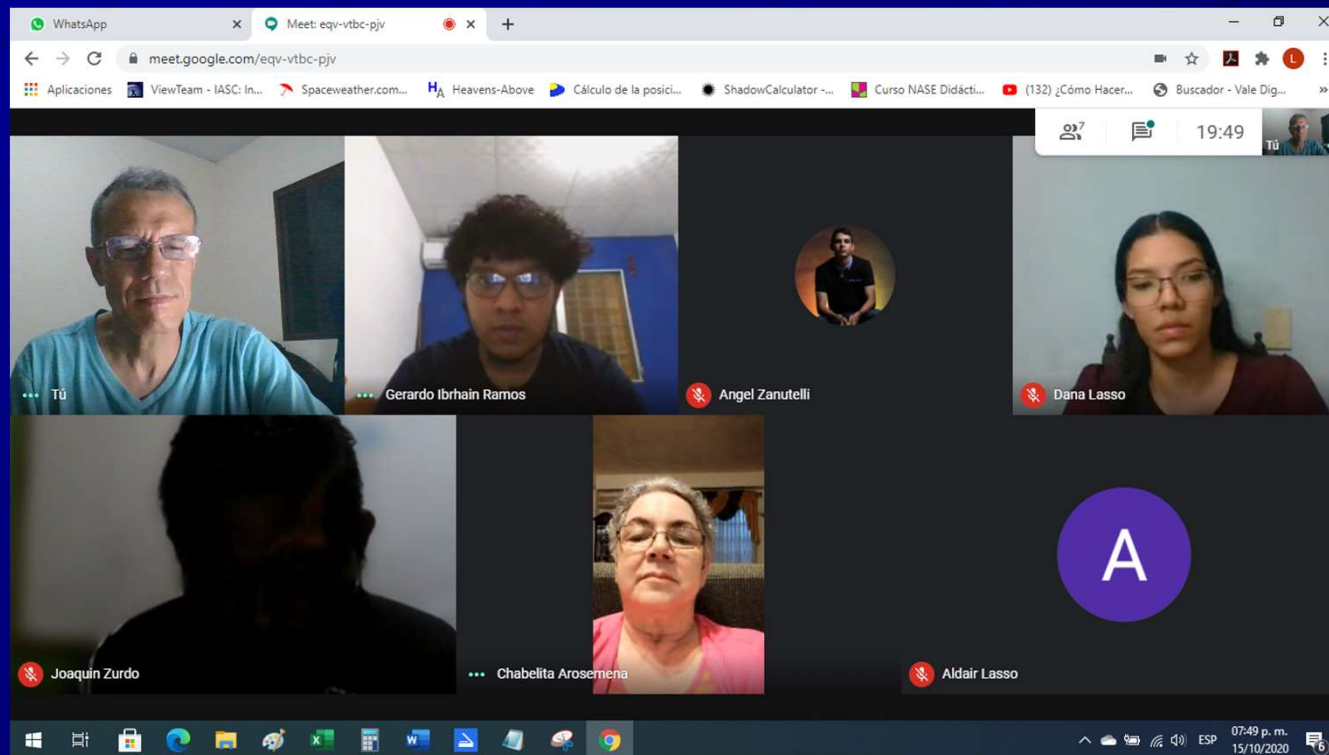 WhatsApp
Meet: eqv-vtbc-pjv
meet.google.com/eqv-vtbc-pjv
Aplicaciones ViewTeam - IASC: In... Spaceweather.com... Heavens-Above Cálculo de la posici... ShadowCalculator -... Curso NASE Didácti... (132) ¿Cómo Hacer... Buscador - Vale Dig... »
7 19:49 Tú
Tú
Gerardo Ibrhain Ramos
Angel Zanutelli
Dana Lasso
Joaquin Zurdo
Chabelita Arosemena
A
Aldair Lasso
ESP
07:49 p. m.
15/10/2020